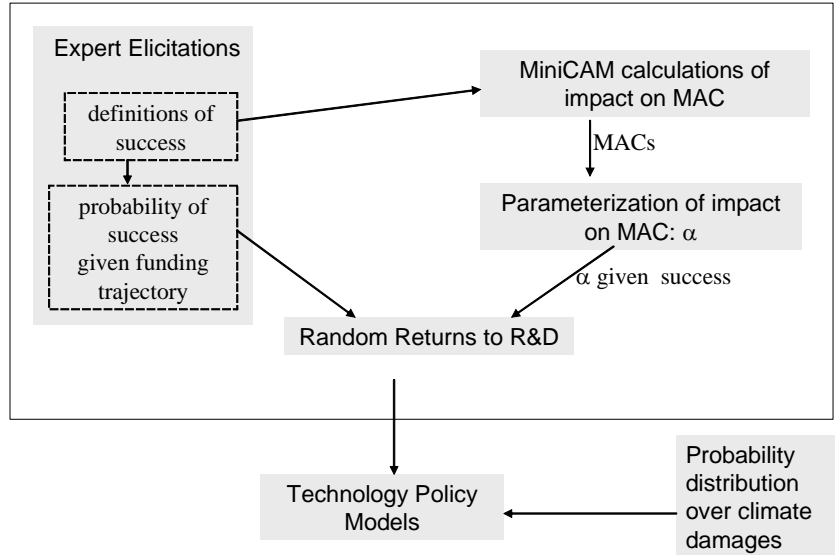 Expert Elicitations
definitions of
success
probability of
success
given funding
trajectory
MiniCAM calculations of
impact on MAC
MACs
Parameterization of impact
on MAC: α
α given success
Random Returns to R&D
Technology Policy
Models
Probability
distribution
over climate
damages